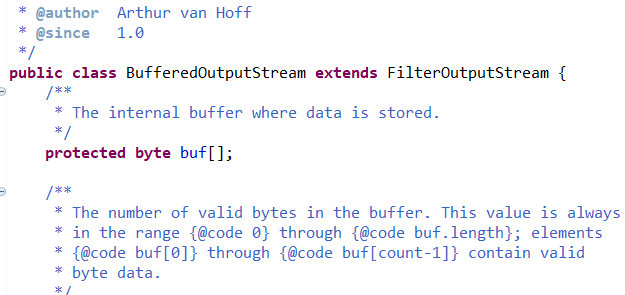 * @author  Arthur van Hoff
* @since   1.0
*/
public class BufferedOutputStream extends FilterOutputStream {
/**
* The internal buffer where data is stored.
*/
protected byte buf[];
/**
* The number of valid bytes in the buffer. This value is always
* in the range {@code 0} through {@code buf.length}; elements
* {@code buf[0]} through {@code buf[count-1]} contain valid
* byte data.
*/